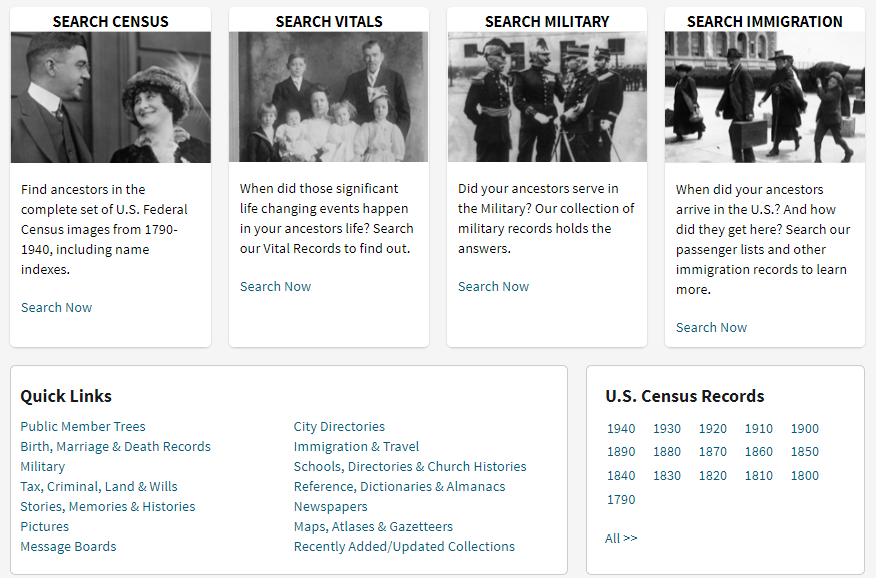 SEARCH CENSUS
Find ancestors in the
complete set of U.S. Federal
Census images from 1790-
1940, including name
indexes.
Search Now
SEARCH VITALS
When did those significant
life changing events happen
in your ancestors life? Search
our Vital Records to find out.
Search Now
SEARCH MILITARY
Did your ancestors serve in
the Military? Our collection of
military records holds the
answers.
Search Now
SEARCH IMMIGRATION
When did your ancestors
arrive in the U.S.? And how
did they get here? Search our
passenger lists and other
immigration records to learn
more.
Search Now
Quick Links
Public Member Trees
Birth, Marriage & Death Records
Military
Tax, Criminal, Land & Wills
Stories, Memories & Histories
Pictures
Message Boards
City Directories
Immigration & Travel
Schools, Directories & Church Histories
Reference, Dictionaries & Almanacs
Newspapers
Maps, Atlases & Gazetteers
Recently Added/Updated Collections
U.S. Census Records
1940 1930 1920 1910 1900
1890 1880 1870 1860 1850
1840 1830 1820 1810 1800
1790
All >>